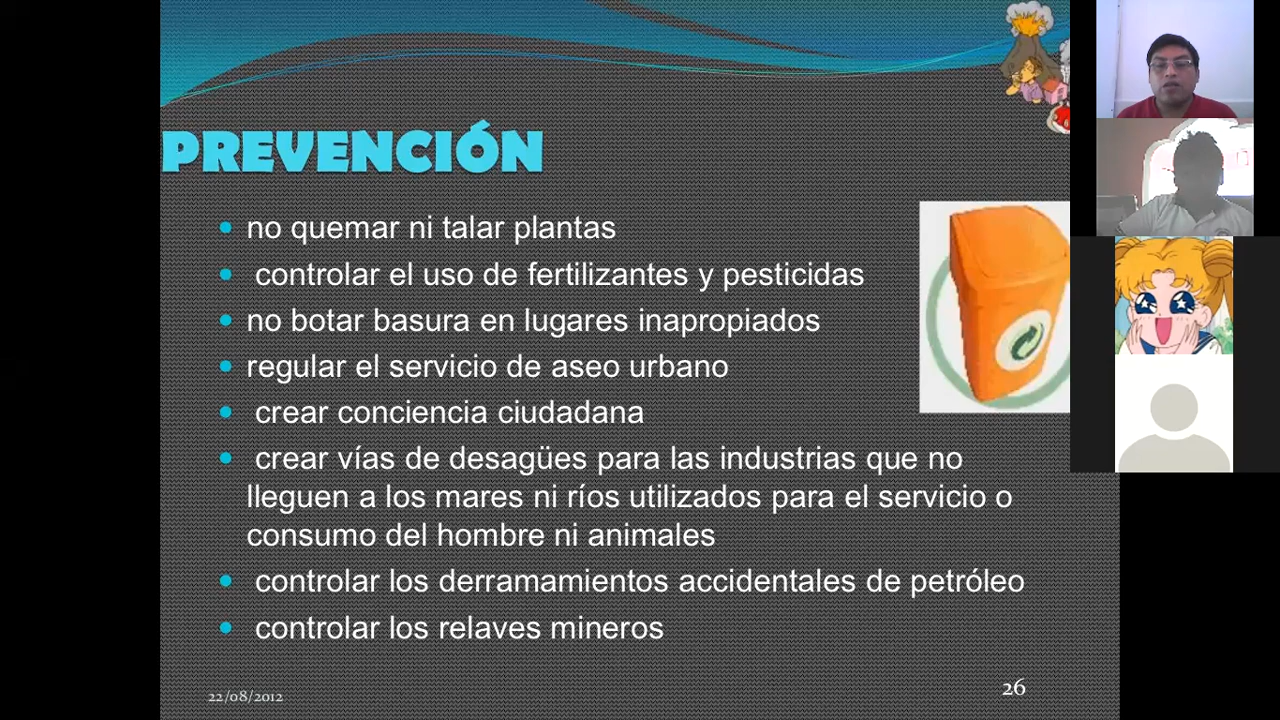 PREVENCIÓN
no quemar ni talar plantas
controlar el uso de fertilizantes y pesticidas
no botar basura en lugares inapropiados
regular el servicio de aseo urbano
crear conciencia ciudadana
crear vías de desagües para las industrias que no
lleguen a los mares ni ríos utilizados para el servicio o
consumo del hombre ni animales
controlar los derramamientos accidentales de petróleo
controlar los relaves mineros
22/08/2012
26